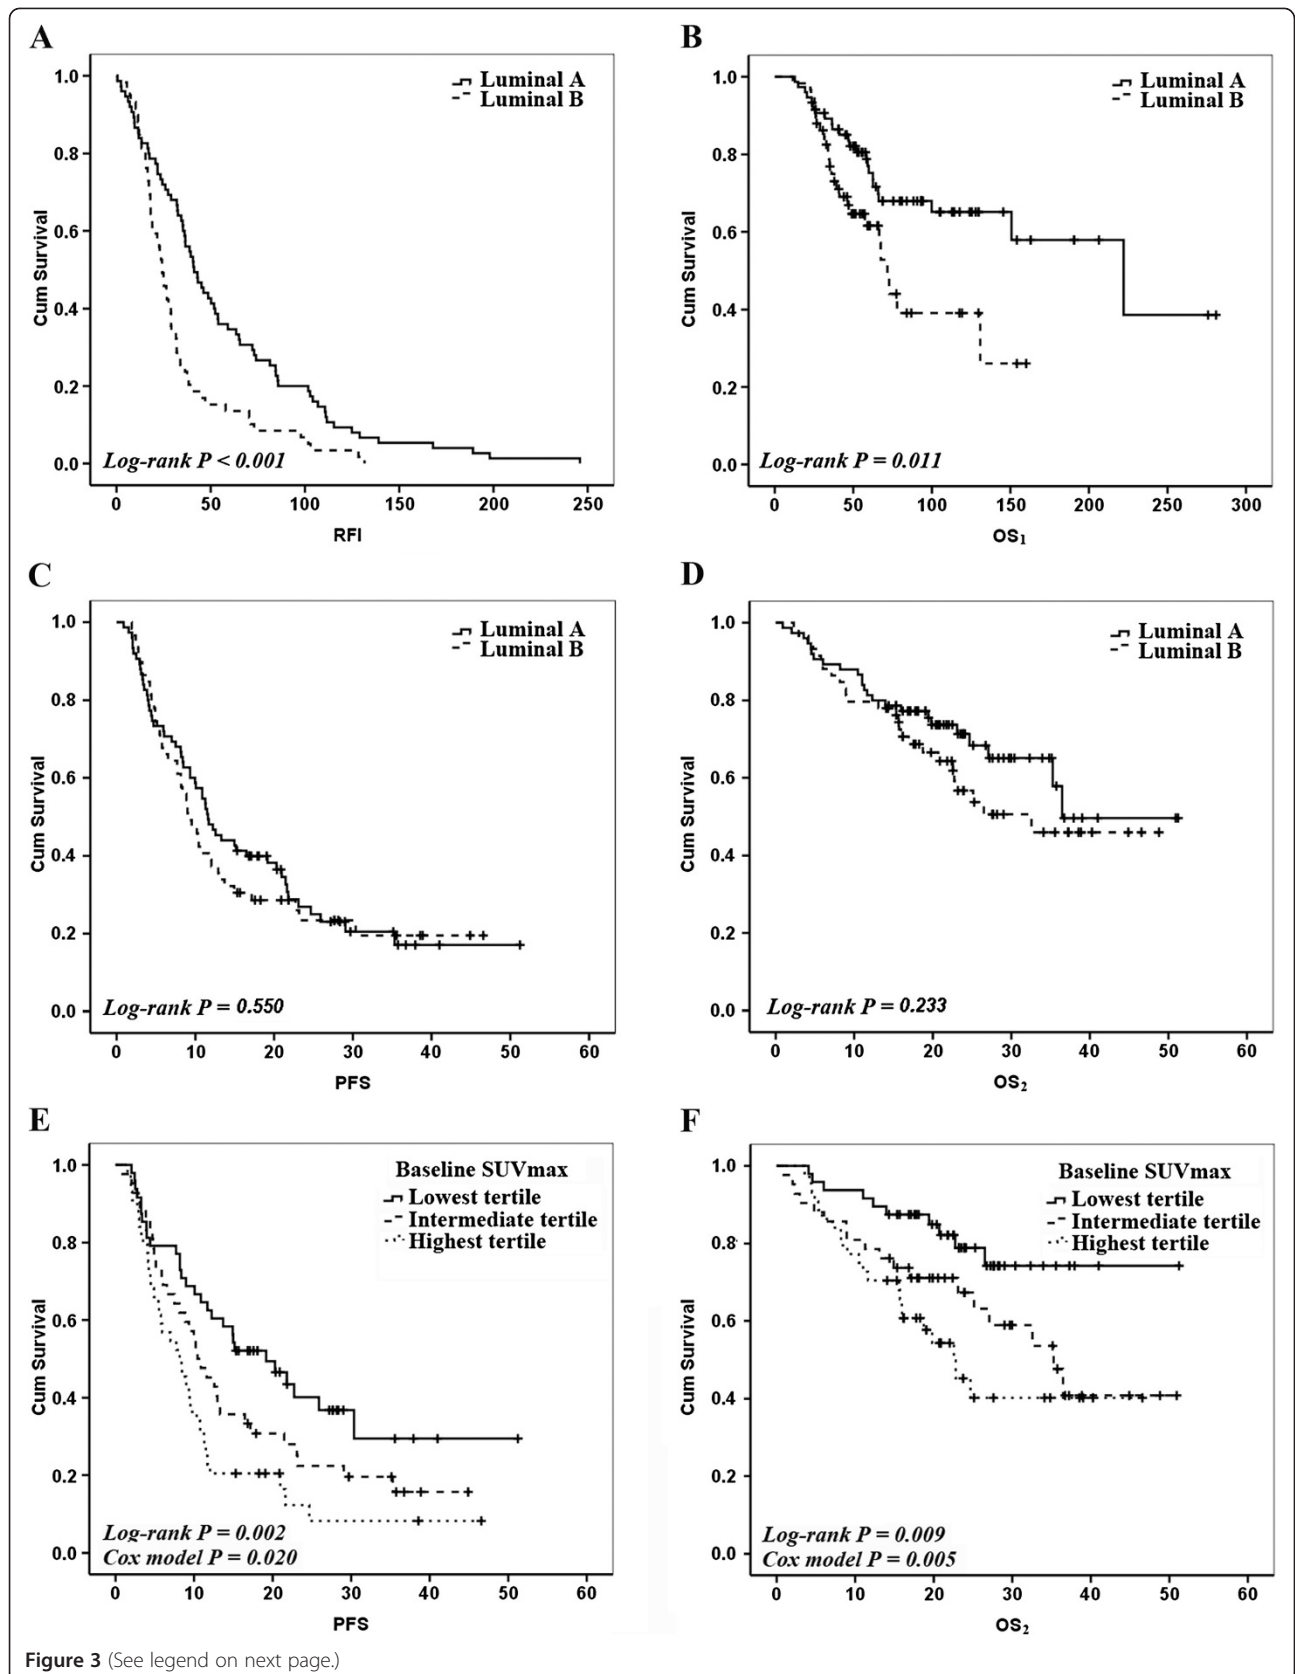 A
1.0
0.8
0.6
0.4
0.2
0.0
Cum Survival
Luminal A
Luminal B
Log-rank P < 0.001
0 50 100 150 200 250
RFI
B
1.0
0.8
0.6
0.4
0.2
0.0
Cum Survival
Luminal A
Luminal B
Log-rank P = 0.011
0 50 100 150 200 250 300
OS₁
C
1.0
0.8
0.6
0.4
0.2
0.0
Cum Survival
Luminal A
Luminal B
Log-rank P = 0.550
0 10 20 30 40 50 60
PFS
D
1.0
0.8
0.6
0.4
0.2
0.0
Cum Survival
Luminal A
Luminal B
Log-rank P = 0.233
0 10 20 30 40 50 60
OS₂
E
1.0
0.8
0.6
0.4
0.2
0.0
Cum Survival
Baseline SUVmax
Lowest tertile
Intermediate tertile
Highest tertile
Log-rank P = 0.002
Cox model P = 0.020
0 10 20 30 40 50 60
PFS
F
1.0
0.8
0.6
0.4
0.2
0.0
Cum Survival
Baseline SUVmax
Lowest tertile
Intermediate tertile
Highest tertile
Log-rank P = 0.009
Cox model P = 0.005
0 10 20 30 40 50 60
OS₂
Figure 3 (See legend on next page.)